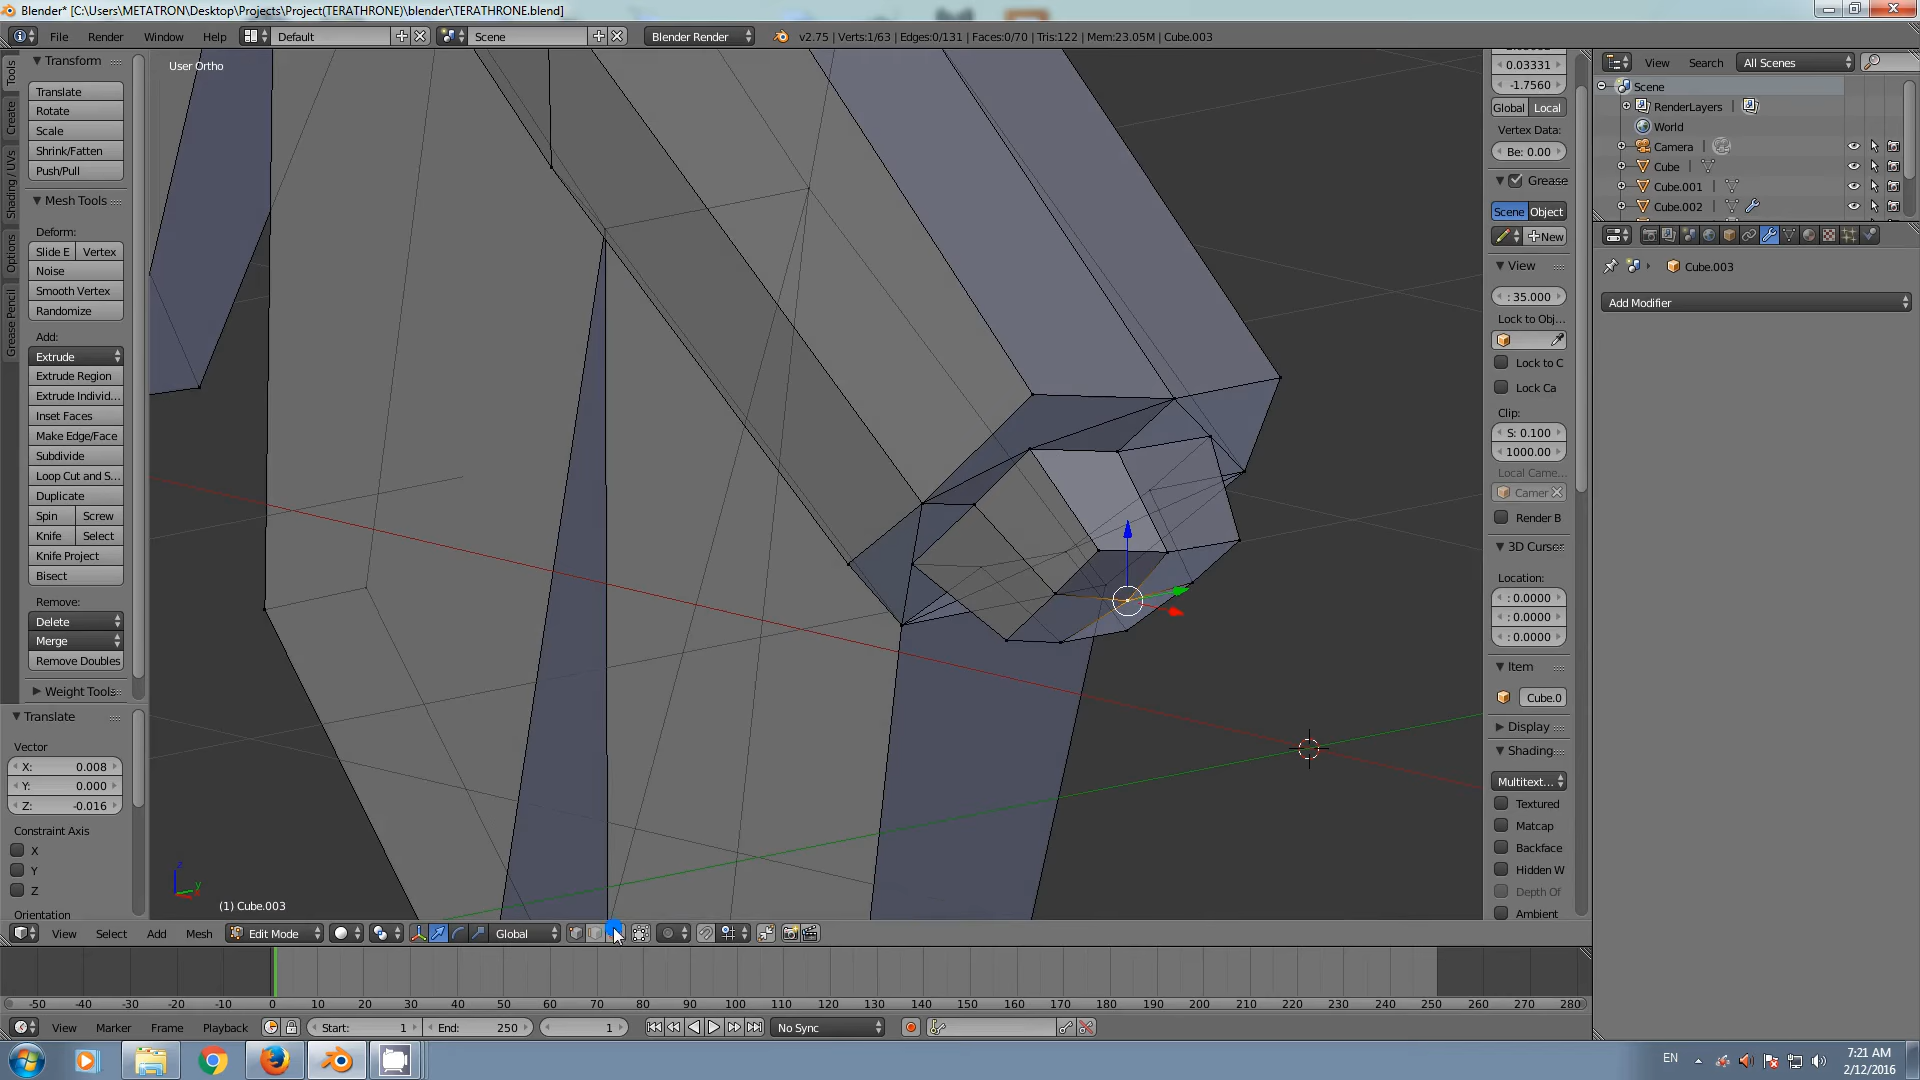 Blender* [C:\Users\METATRON\Desktop\Projects\Project(TERATHRONE)\blender\TERATHRONE.blend]
File Render Window Help Default Scene Blender Render v2.75 | Verts:1/63 | Edges:0/131 | Faces:0/70 | Tris:122 | Mem:23.05M | Cube.003
Tools
Create
Shading / UVs
Options
Grease Pencil
Transform
Translate
Rotate
Scale
Shrink/Fatten
Push/Pull
Mesh Tools
Deform:
Slide E Vertex
Noise
Smooth Vertex
Randomize
Add:
Extrude
Extrude Region
Extrude Individ...
Inset Faces
Make Edge/Face
Subdivide
Loop Cut and S...
Duplicate
Spin Screw
Knife Select
Knife Project
Bisect
Remove:
Delete
Merge
Remove Doubles
Weight Tools
Translate
Vector
X: 0.008
Y: 0.000
Z: -0.016
Constraint Axis
X
Y
Z
Orientation
User Ortho
(1) Cube.003
0.03331
-1.7560
Global Local
Vertex Data:
Be: 0.00
Grease
Scene Object
New
View
: 35.000
Lock to Obj...
Lock to C
Lock Ca
Clip:
S: 0.100
1000.00
Local Came...
Camer
Render B
3D Curser
Location:
: 0.0000
: 0.0000
: 0.0000
Item
Cube.0
Display
Shading
Multitext...
Textured
Matcap
Backface
Hidden W
Depth Of
Ambient
View Search All Scenes
Scene
RenderLayers
World
Camera
Cube
Cube.001
Cube.002
Cube.003
Add Modifier
View Select Add Mesh Edit Mode Global
-50 -40 -30 -20 -10 0 10 20 30 40 50 60 70 80 90 100 110 120 130 140 150 160 170 180 190 200 210 220 230 240 250 260 270 280
View Marker Frame Playback Start: 1 End: 250 1 No Sync
EN
7:21 AM
2/12/2016